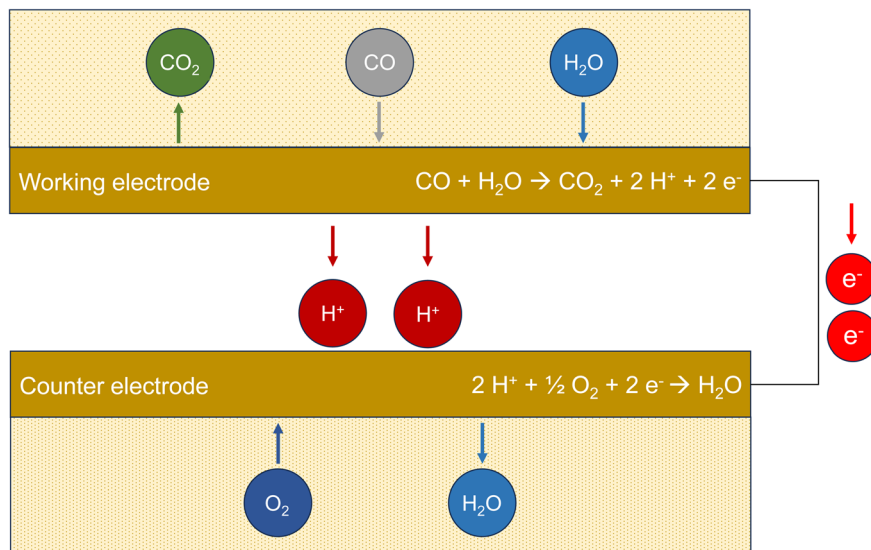 CO₂
CO
H₂O
Working electrode
CO + H₂O → CO₂ + 2 H⁺ + 2 e⁻
H⁺
H⁺
e⁻
e⁻
Counter electrode
2 H⁺ + ½ O₂ + 2 e⁻ → H₂O
O₂
H₂O